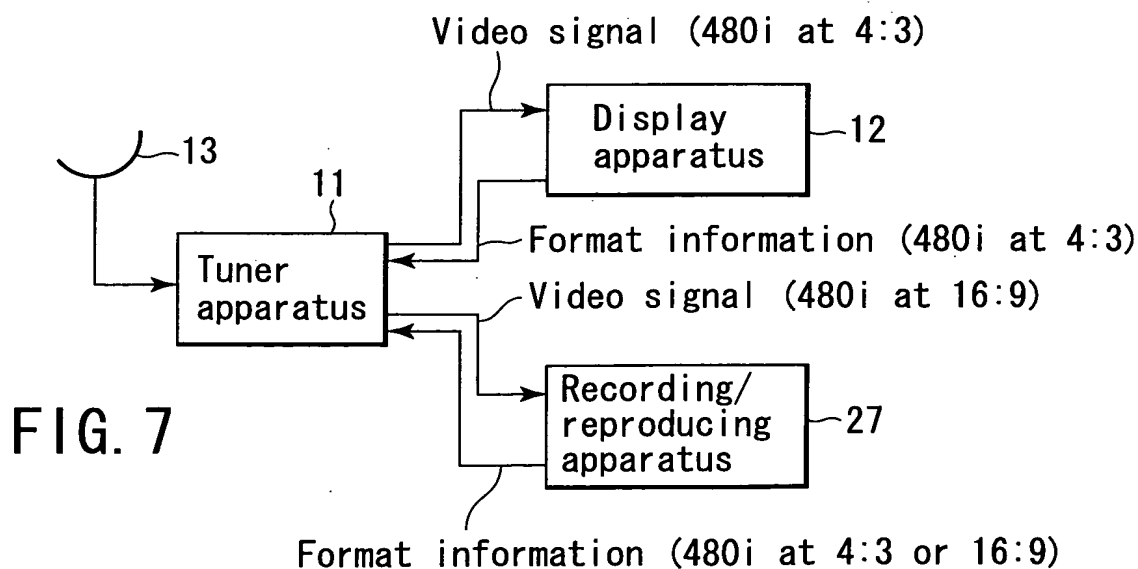 Video signal (480i at 4:3)
Display
apparatus
12
13
11
Tuner
apparatus
Format information (480i at 4:3)
Video signal (480i at 16:9)
Recording/
reproducing
apparatus
27
FIG. 7
Format information (480i at 4:3 or 16:9)